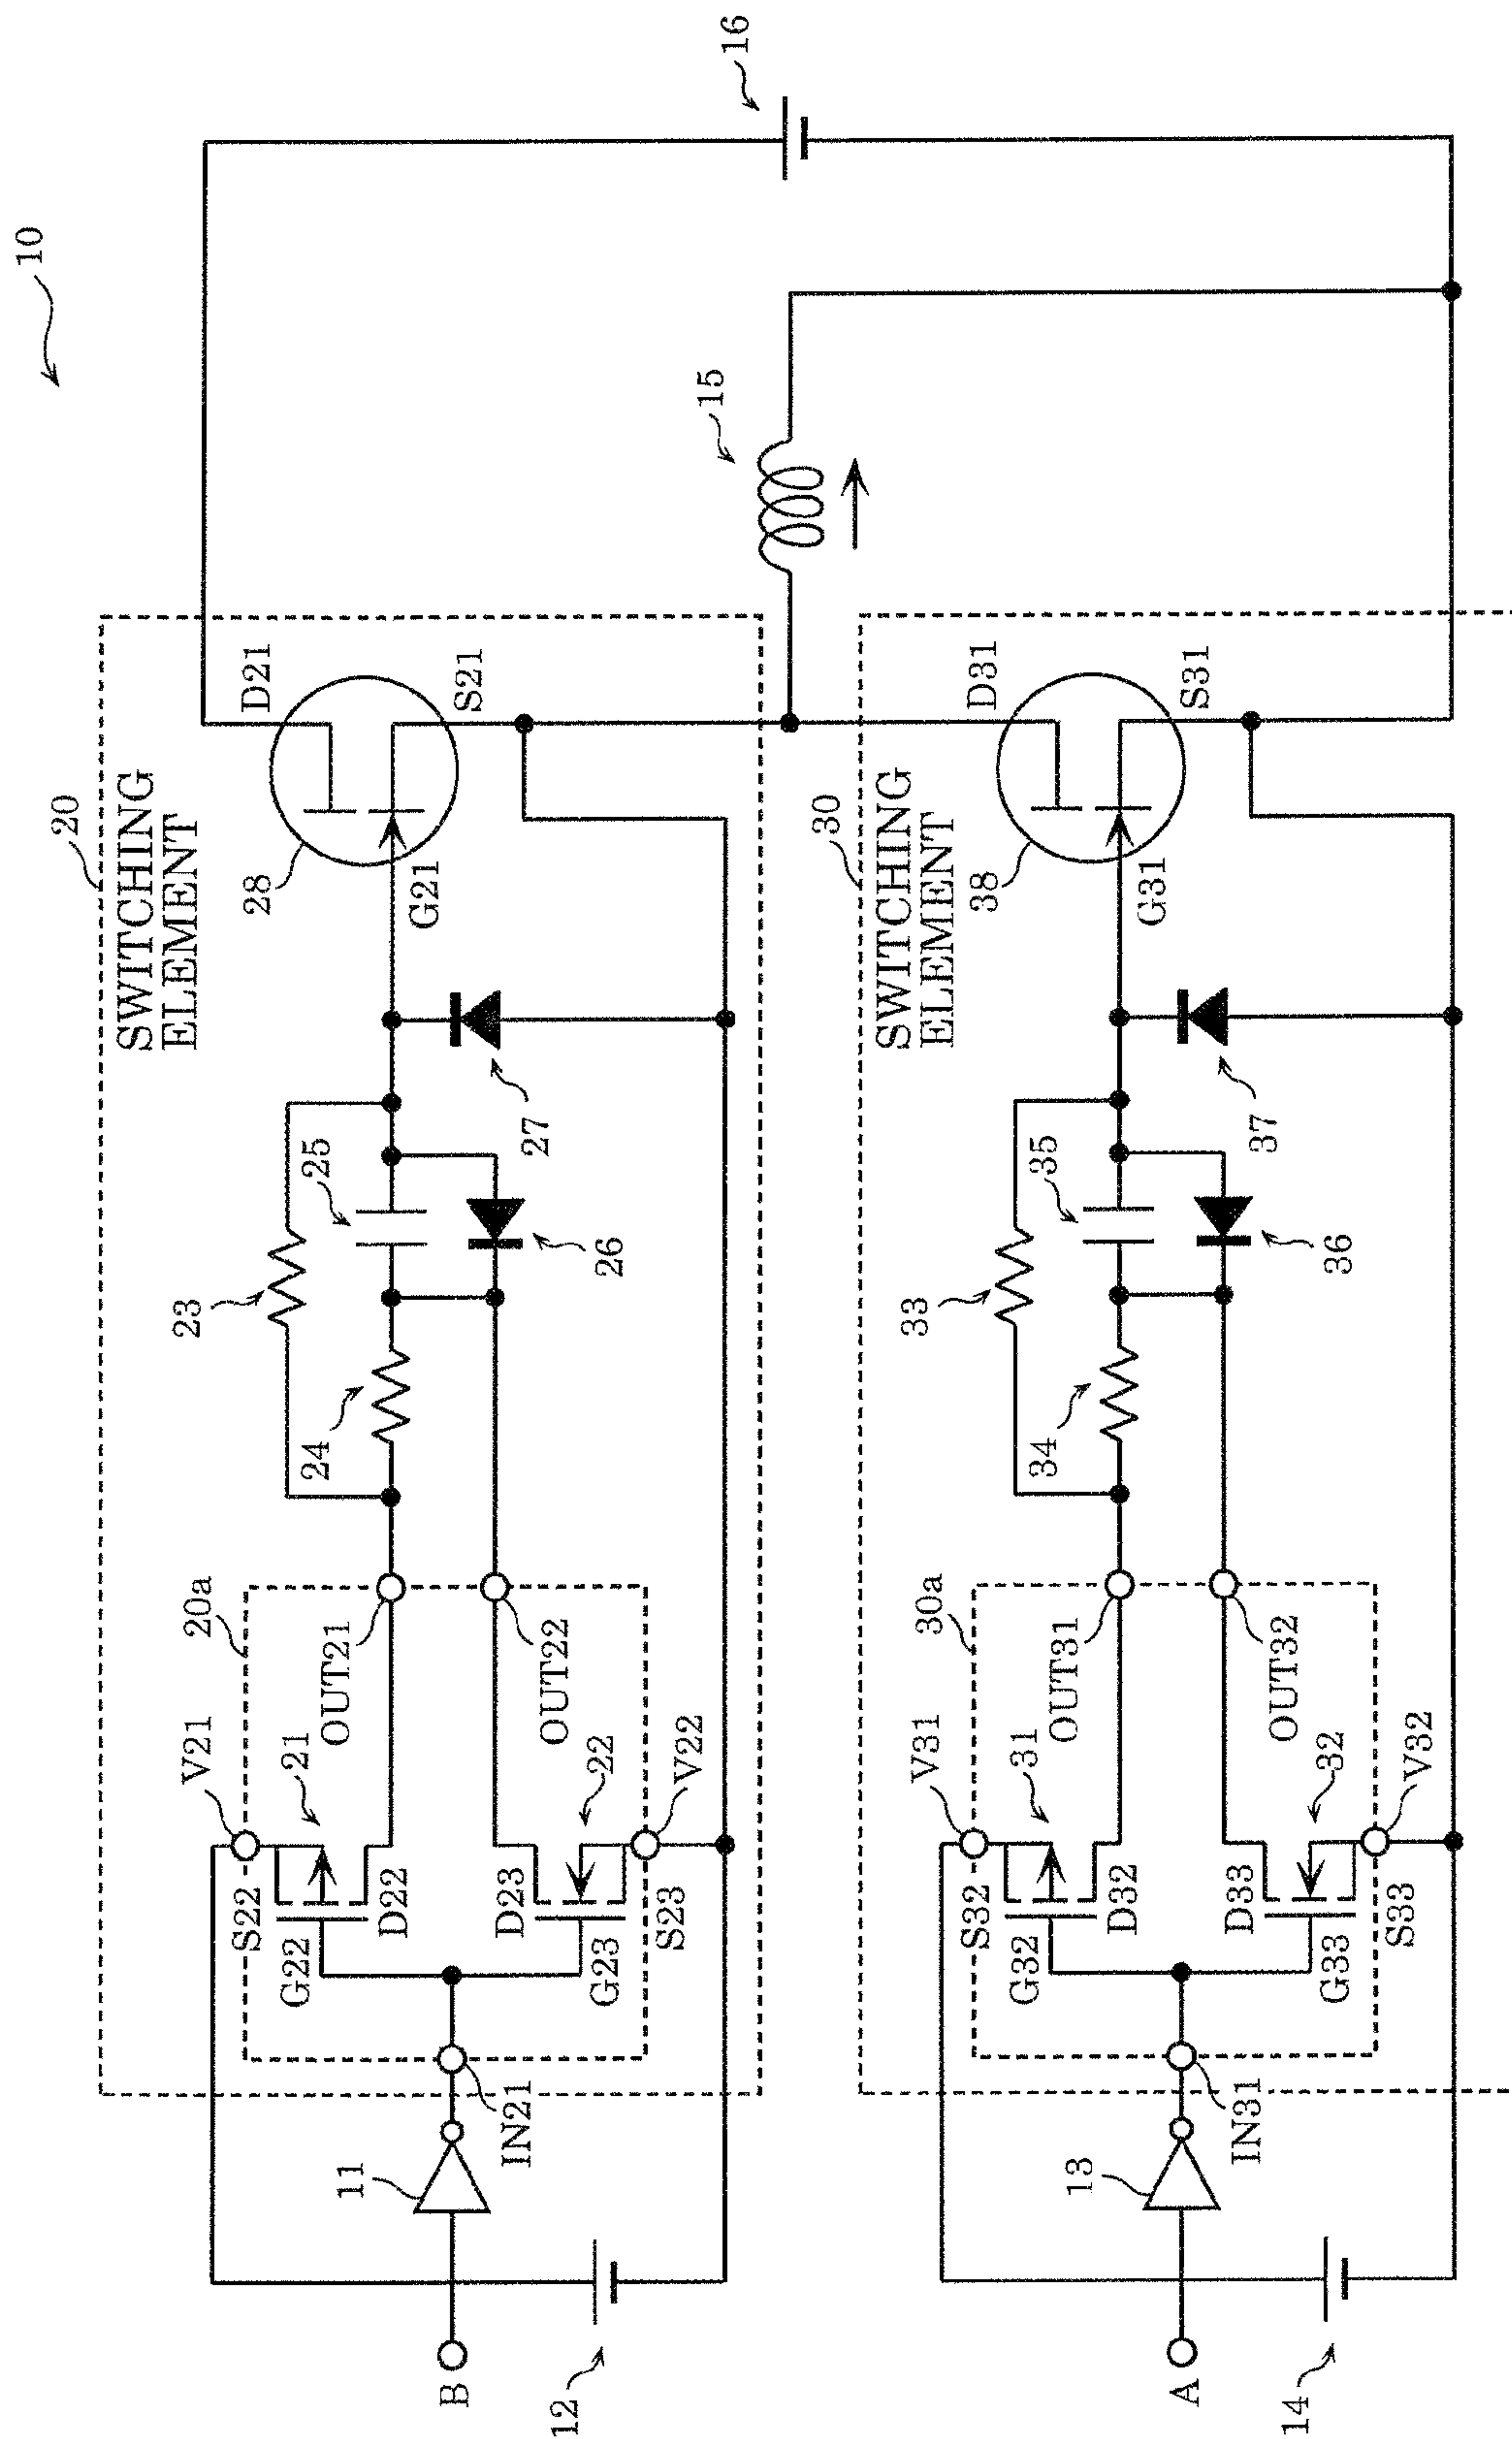 10
20
SWITCHING
ELEMENT
D21
28
G21
S21
15
16
20a
V21
S22
G22
D22
21
OUT21
23
24
25
26
27
D23
G23
S23
22
OUT22
V22
11
IN21
B
12
30
SWITCHING
ELEMENT
D31
38
G31
S31
30a
V31
S32
G32
D32
31
OUT31
33
34
35
36
37
D33
G33
S33
32
OUT32
V32
13
IN31
A
14